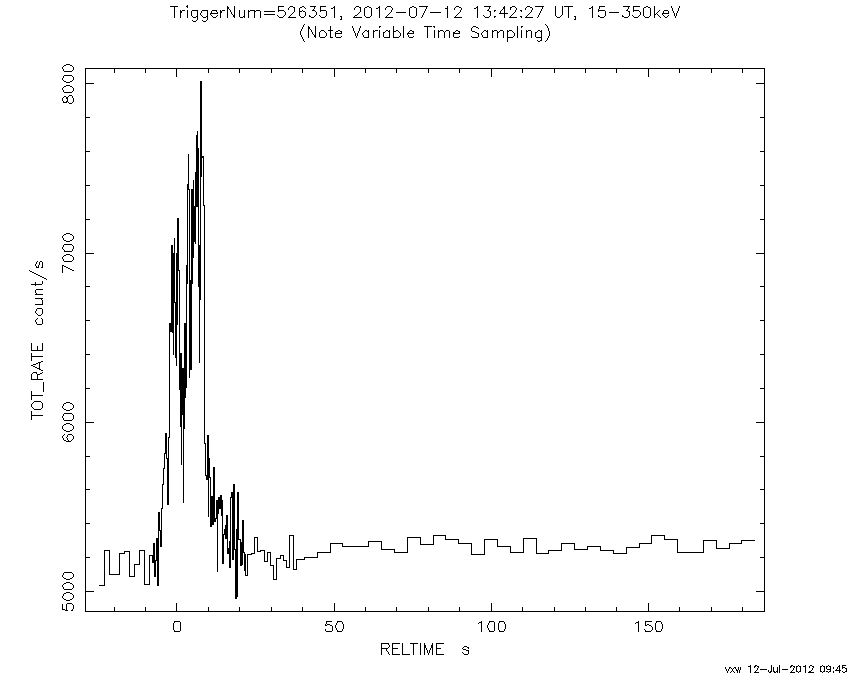 TriggerNum=526351, 2012-07-12 13:42:27 UT, 15-350keV
(Note Variable Time Sampling)
TOT_RATE count/s
8000
7000
6000
5000
0 50 100 150
RELTIME s
vxw 12-Jul-2012 09:45